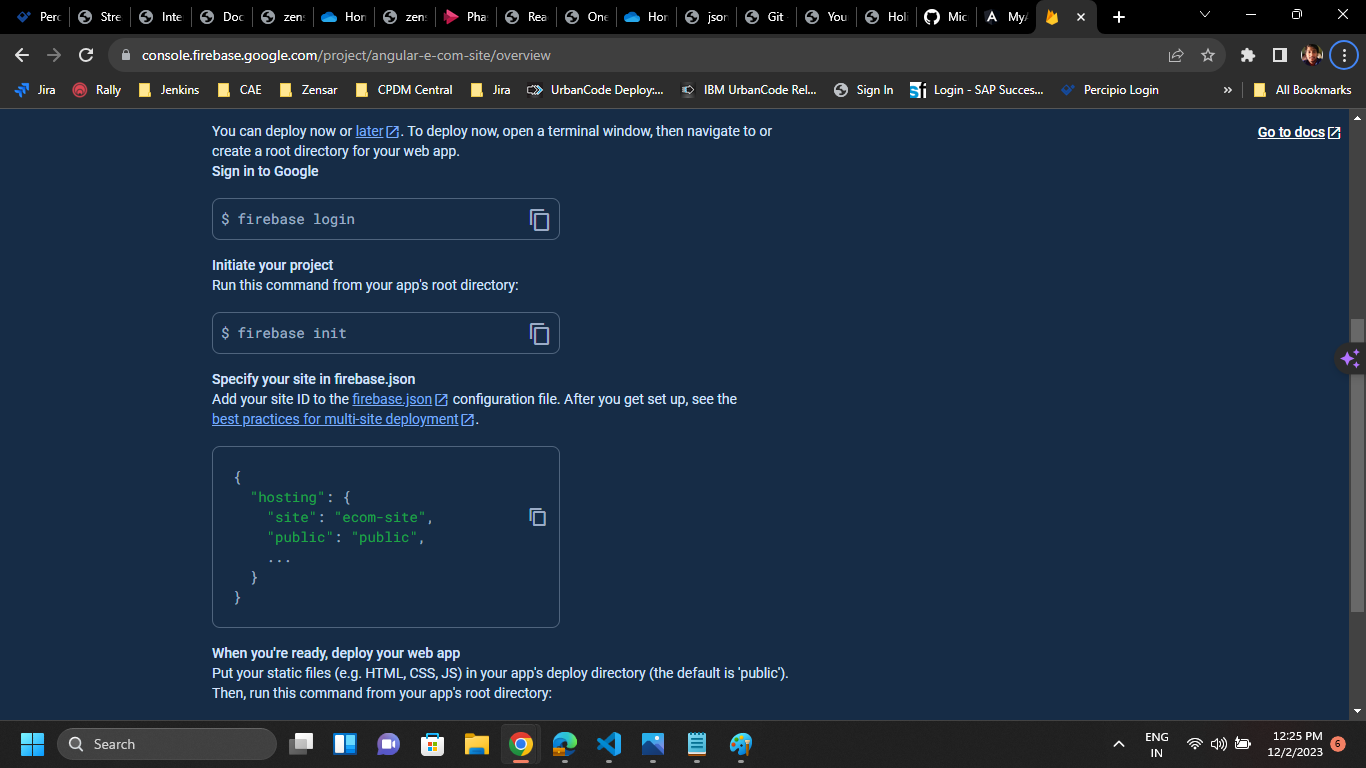 Perc
Stre
Inte
Doc
zens
Hom
zens
Pha
Rea
One
Hom
json
Git -
You
Holi
Mic
MyA
console.firebase.google.com/project/angular-e-com-site/overview
Jira
Rally
Jenkins
CAE
Zensar
CPDM Central
Jira
UrbanCode Deploy:...
IBM UrbanCode Rel...
Sign In
Login - SAP Succes...
Percipio Login
»
All Bookmarks
Go to docs
You can deploy now or later. To deploy now, open a terminal window, then navigate to or
create a root directory for your web app.
Sign in to Google
$ firebase login
Initiate your project
Run this command from your app's root directory:
$ firebase init
Specify your site in firebase.json
Add your site ID to the firebase.json configuration file. After you get set up, see the
best practices for multi-site deployment.
{
"hosting": {
"site": "ecom-site",
"public": "public",
...
}
}
When you're ready, deploy your web app
Put your static files (e.g. HTML, CSS, JS) in your app's deploy directory (the default is 'public').
Then, run this command from your app's root directory:
Search
ENG
IN
12:25 PM
12/2/2023
6